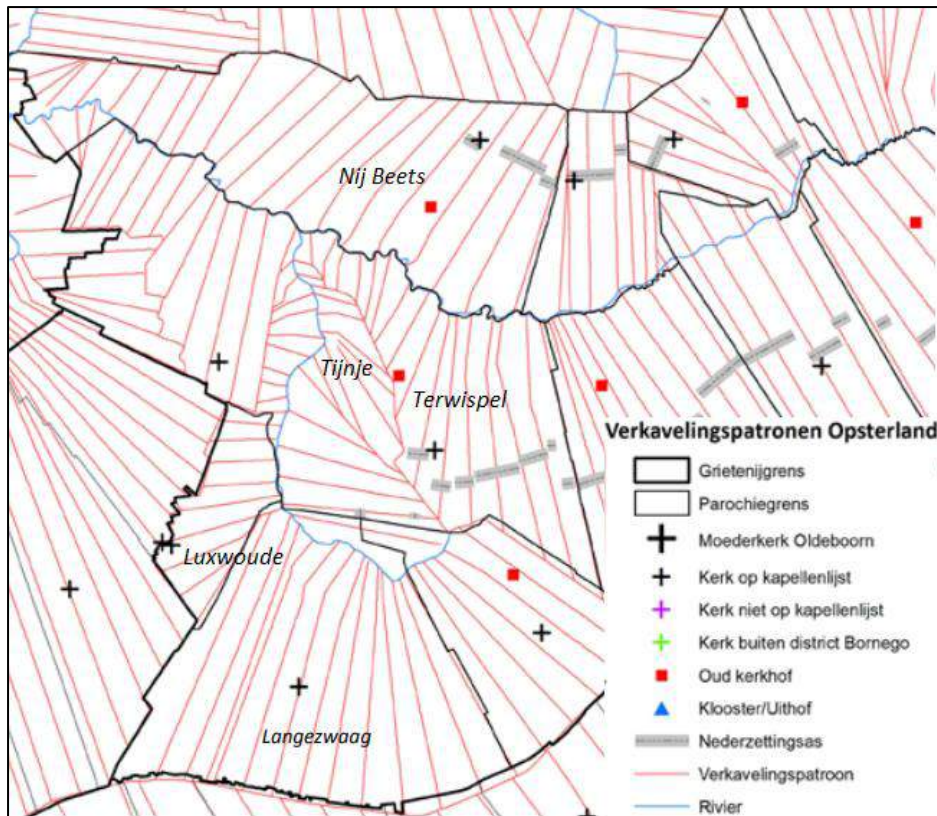 Nij Beets
Tijnje
Terwispel
Luxwoude
Langezwaag
Verkavelingspatronen Opsterland
Grietenijgrens
Parochiegrens
Moederkerk Oldeboorn
Kerk op kapellenlijst
Kerk niet op kapellenlijst
Kerk buiten district Bornego
Oud kerkhof
Klooster/Uithof
Nederzettingsas
Verkavelingspatroon
Rivier